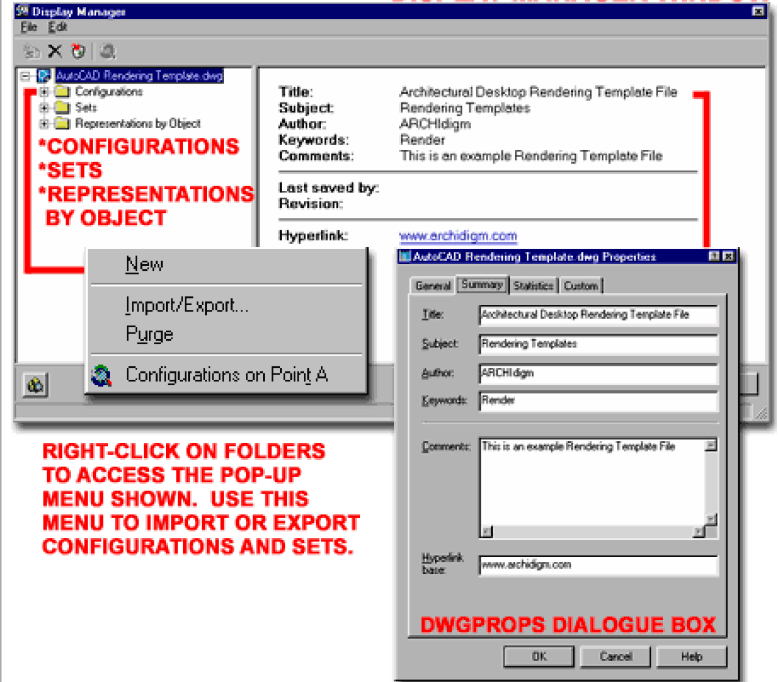 DISPLAY MANAGER WINDOW
Display Manager
File Edit
AutoCAD Rendering Template.dwg
Configurations
Sets
Representations by Object
*CONFIGURATIONS
*SETS
*REPRESENTATIONS
BY OBJECT
Title: Architectural Desktop Rendering Template File
Subject: Rendering Templates
Author: ARCHIdigm
Keywords: Render
Comments: This is an example Rendering Template File
Last saved by:
Revision:
Hyperlink: www.archidigm.com
New
Import/Export...
Purge
Configurations on Point A
RIGHT-CLICK ON FOLDERS
TO ACCESS THE POP-UP
MENU SHOWN. USE THIS
MENU TO IMPORT OR EXPORT
CONFIGURATIONS AND SETS.
AutoCAD Rendering Template.dwg Properties
General Summary Statistics Custom
Title: Architectural Desktop Rendering Template File
Subject: Rendering Templates
Author: ARCHIdigm
Keywords: Render
Comments: This is an example Rendering Template File
Hyperlink base: www.archidigm.com
DWGPROPS DIALOGUE BOX
OK Cancel Help